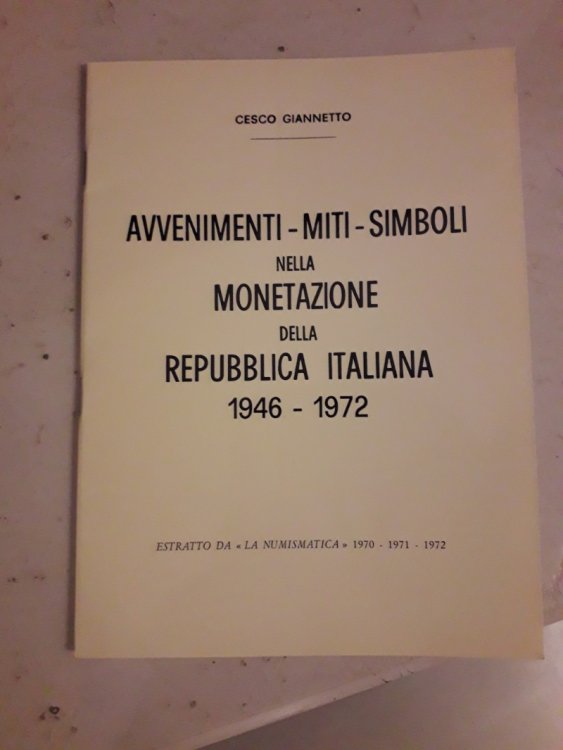 CESCO GIANNETTO
AVVENIMENTI - MITI - SIMBOLI
NELLA
MONETAZIONE
DELLA
REPUBBLICA ITALIANA
1946 - 1972
ESTRATTO DA « LA NUMISMATICA » 1970 - 1971 - 1972